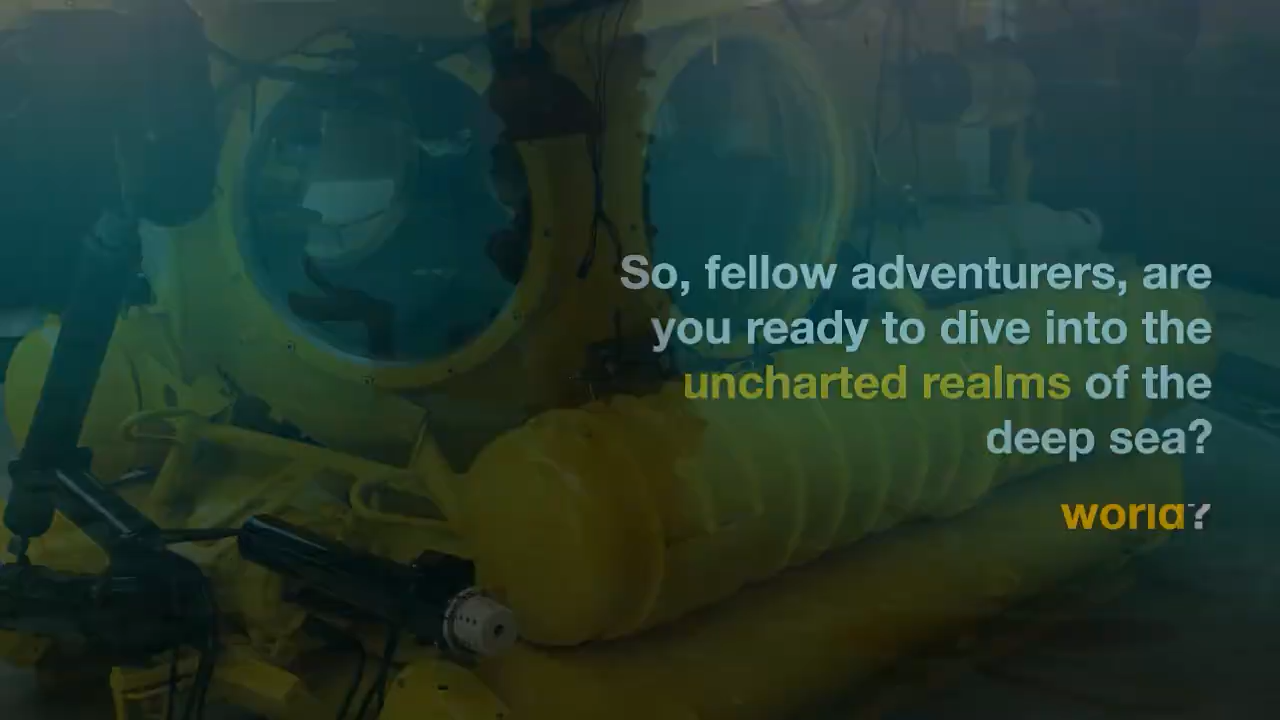 So, fellow adventurers, are
you ready to dive into the
uncharted realms of the
deep sea?
world?